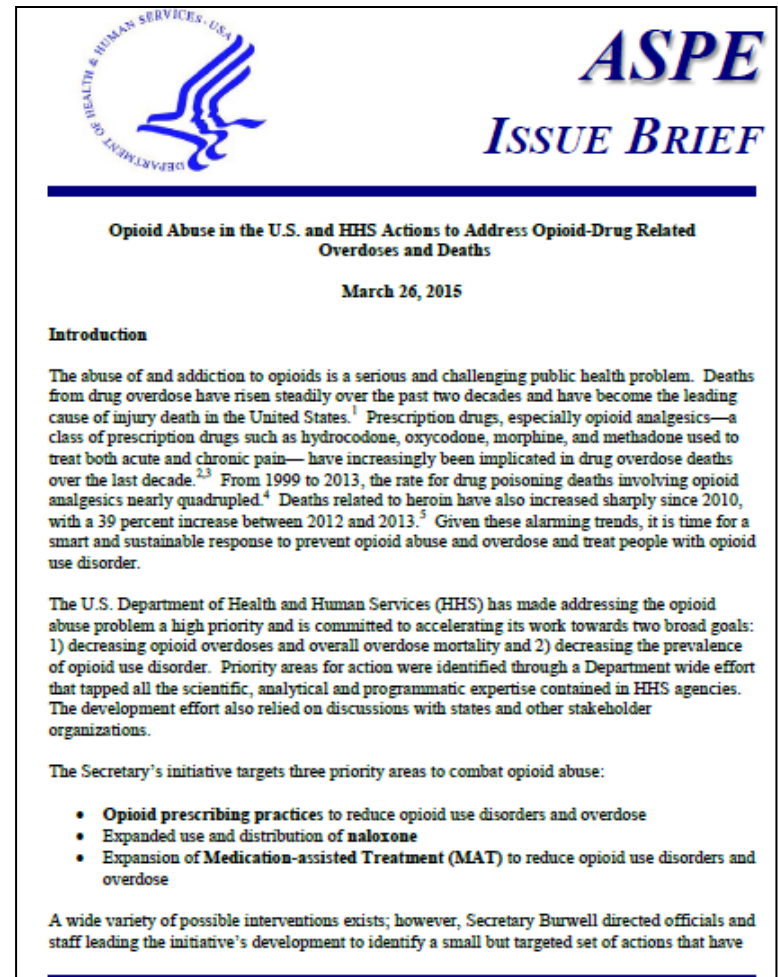 DEPARTMENT OF HEALTH & HUMAN SERVICES · USA
ASPE
ISSUE BRIEF
Opioid Abuse in the U.S. and HHS Actions to Address Opioid-Drug Related
Overdoses and Deaths
March 26, 2015
Introduction
The abuse of and addiction to opioids is a serious and challenging public health problem.  Deaths
from drug overdose have risen steadily over the past two decades and have become the leading
cause of injury death in the United States.1  Prescription drugs, especially opioid analgesics—a
class of prescription drugs such as hydrocodone, oxycodone, morphine, and methadone used to
treat both acute and chronic pain— have increasingly been implicated in drug overdose deaths
over the last decade.2,3  From 1999 to 2013, the rate for drug poisoning deaths involving opioid
analgesics nearly quadrupled.4  Deaths related to heroin have also increased sharply since 2010,
with a 39 percent increase between 2012 and 2013.5  Given these alarming trends, it is time for a
smart and sustainable response to prevent opioid abuse and overdose and treat people with opioid
use disorder.
The U.S. Department of Health and Human Services (HHS) has made addressing the opioid
abuse problem a high priority and is committed to accelerating its work towards two broad goals:
1) decreasing opioid overdoses and overall overdose mortality and 2) decreasing the prevalence
of opioid use disorder.  Priority areas for action were identified through a Department wide effort
that tapped all the scientific, analytical and programmatic expertise contained in HHS agencies.
The development effort also relied on discussions with states and other stakeholder
organizations.
The Secretary's initiative targets three priority areas to combat opioid abuse:
• Opioid prescribing practices to reduce opioid use disorders and overdose
• Expanded use and distribution of naloxone
• Expansion of Medication-assisted Treatment (MAT) to reduce opioid use disorders and
overdose
A wide variety of possible interventions exists; however, Secretary Burwell directed officials and
staff leading the initiative's development to identify a small but targeted set of actions that have